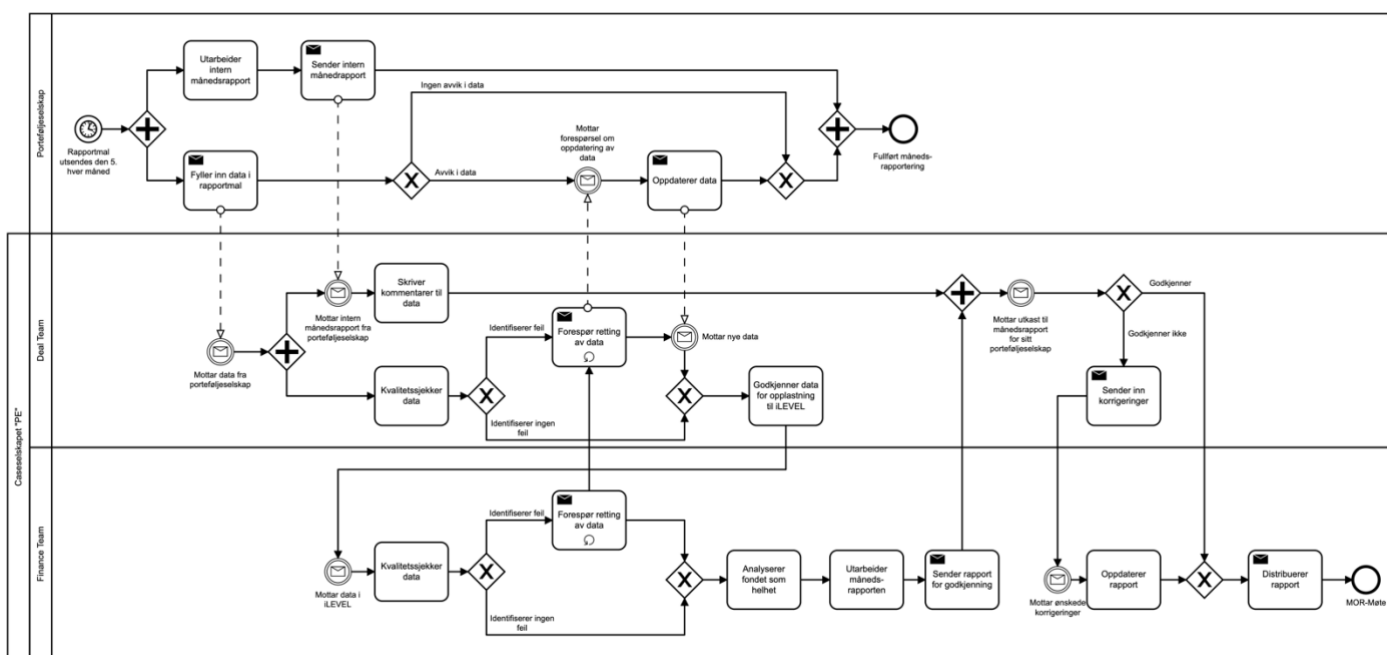 Porteføljeselskap
Rapportmal
utsendes den 5.
hver måned
Utarbeider
intern
månedsrapport
Sender intern
månedrapport
Fyller inn data i
rapportmal
Ingen avvik i data
Avvik i data
Mottar
forespørsel om
oppdatering av
data
Oppdaterer data
Fullført måneds-
rapportering
Caseselskapet "PE"
Deal Team
Mottar data fra
porteføljeselskap
Mottar intern
månedsrapport fra
porteføljeselskap
Skriver
kommentarer til
data
Kvalitetssjekker
data
Identifiserer feil
Identifiserer ingen
feil
Forespør retting
av data
Mottar nye data
Godkjenner data
for opplastning
til iLEVEL
Mottar utkast til
månedsrapport
for sitt
porteføljeselskap
Godkjenner
Godkjenner ikke
Sender inn
korrigeringer
Finance Team
Mottar data i
iLEVEL
Kvalitetssjekker
data
Identifiserer feil
Identifiserer ingen
feil
Forespør retting
av data
Analyserer
fondet som
helhet
Utarbeider
måneds-
rapporten
Sender rapport
for godkjenning
Mottar ønskede
korrigeringer
Oppdaterer
rapport
Distribuerer
rapport
MOR-Møte